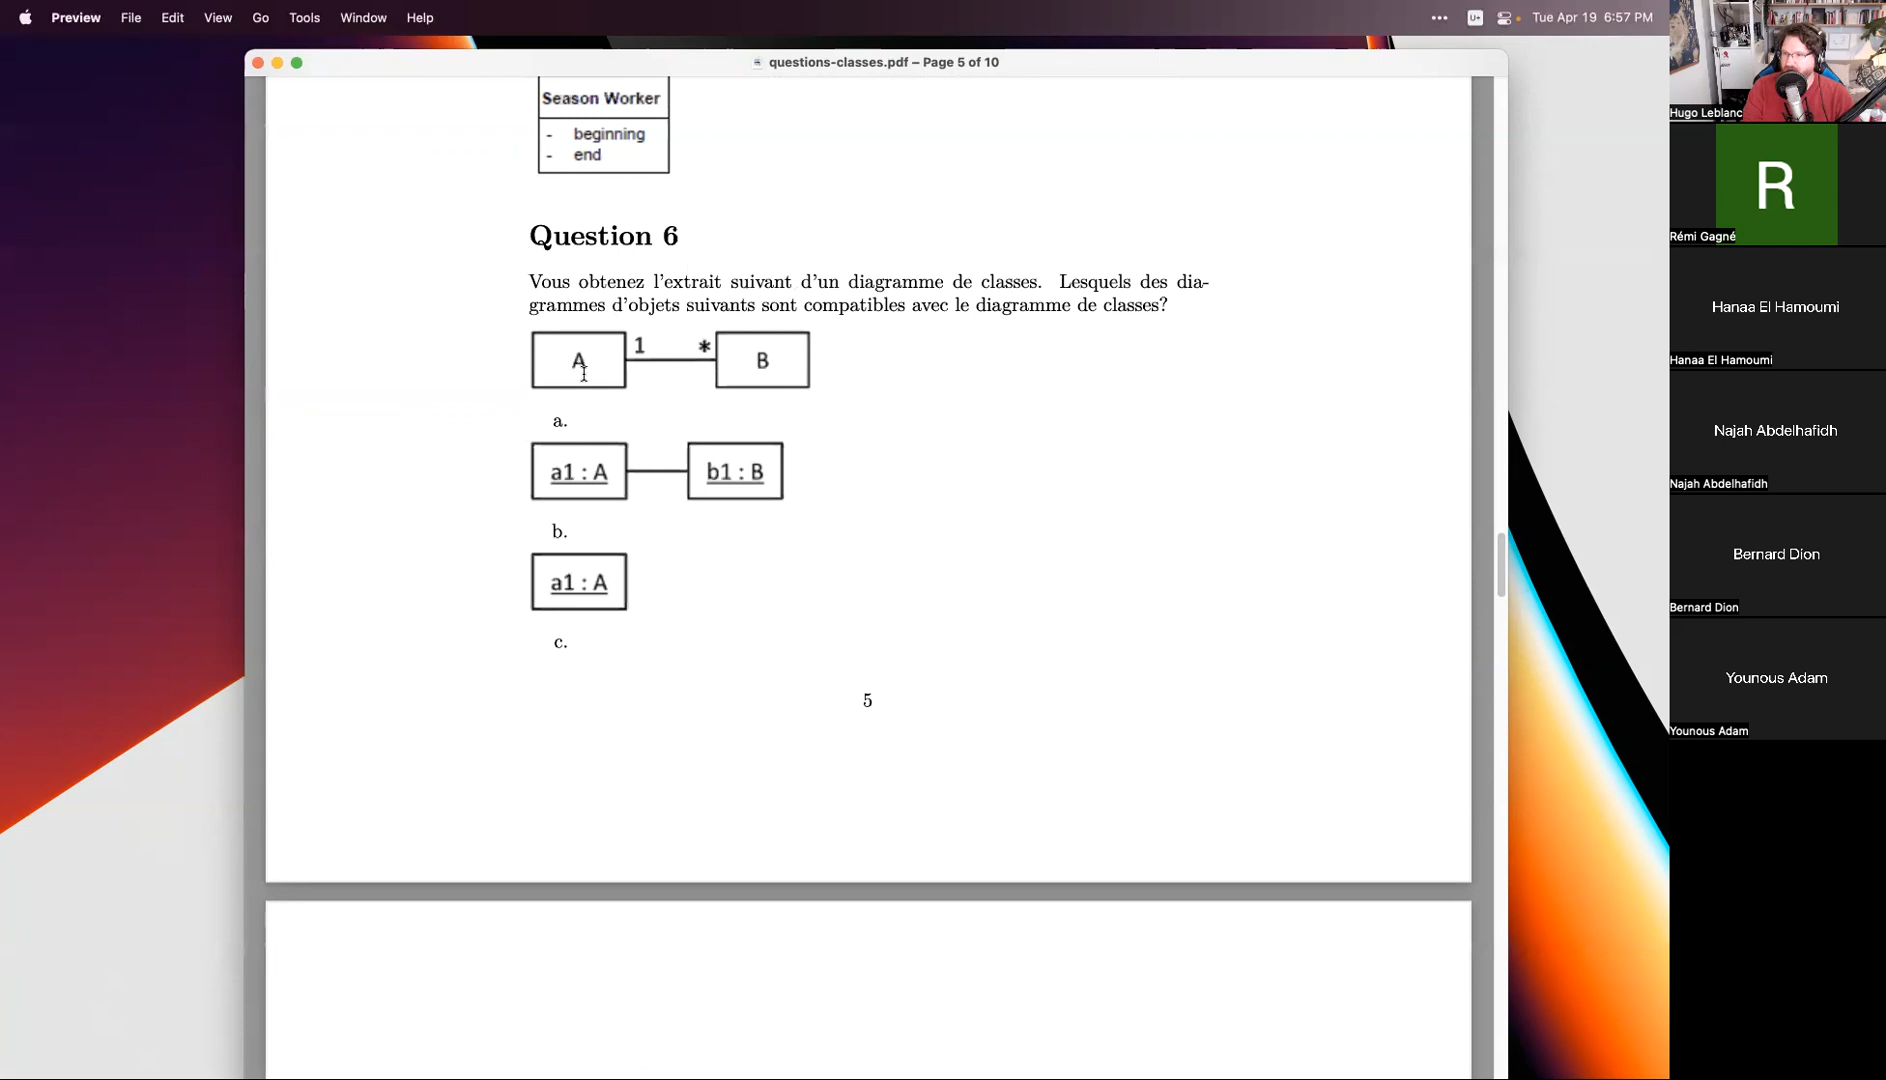 Preview File Edit View Go Tools Window Help
Tue Apr 19 6:57 PM
questions-classes.pdf – Page 5 of 10
Season Worker
- beginning
- end
Question 6
Vous obtenez l'extrait suivant d'un diagramme de classes. Lesquels des dia-
grammes d'objets suivants sont compatibles avec le diagramme de classes?
A 1 * B
a.
a1 : A b1 : B
b.
a1 : A
c.
5
Hugo Leblanc
R
Rémi Gagné
Hanaa El Hamoumi
Hanaa El Hamoumi
Najah Abdelhafidh
Najah Abdelhafidh
Bernard Dion
Bernard Dion
Younous Adam
Younous Adam